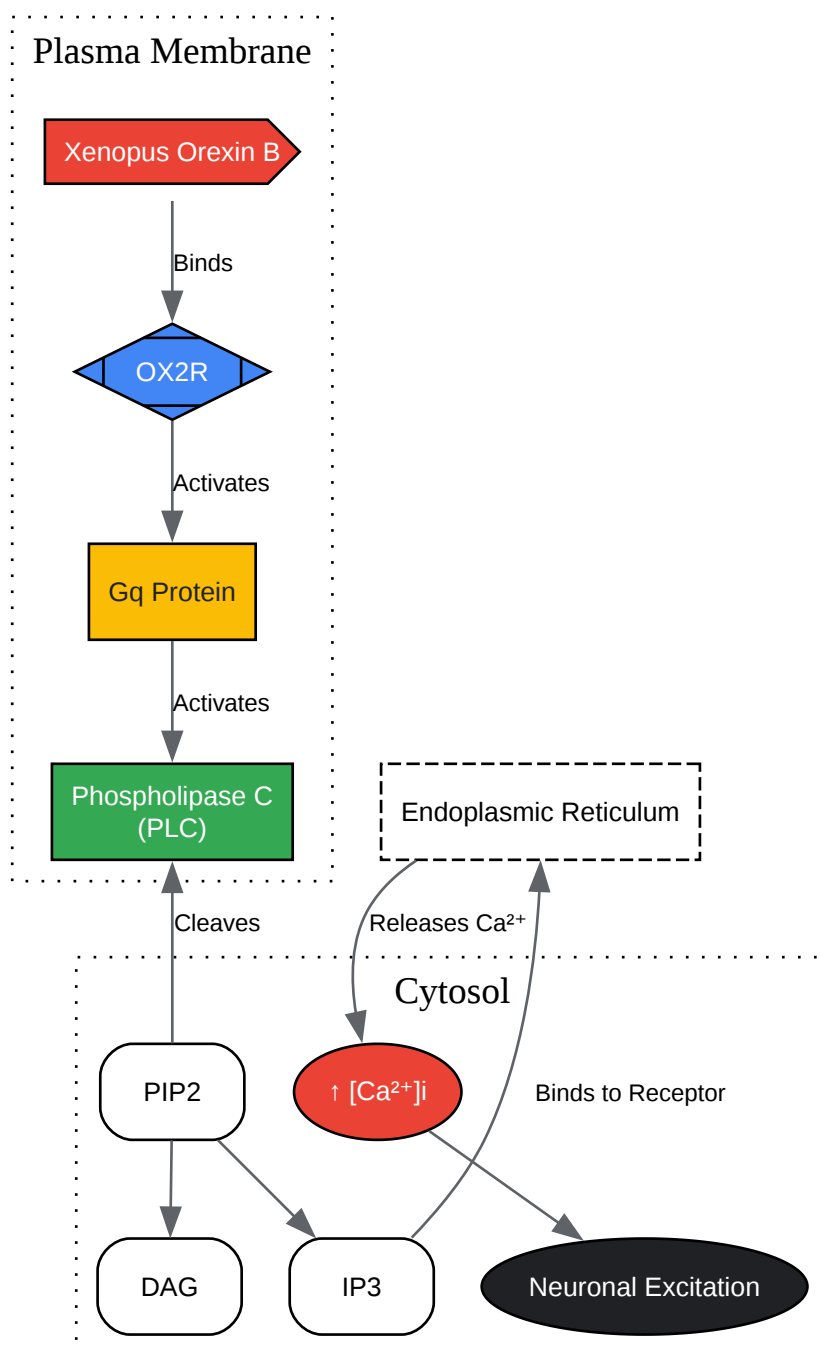 Plasma Membrane
Xenopus Orexin B
Binds
OX2R
Activates
Gq Protein
Activates
Phospholipase C
(PLC)
Endoplasmic Reticulum
Cleaves
Releases Ca²⁺
Cytosol
PIP2
↑ [Ca²⁺]i
Binds to Receptor
DAG
IP3
Neuronal Excitation